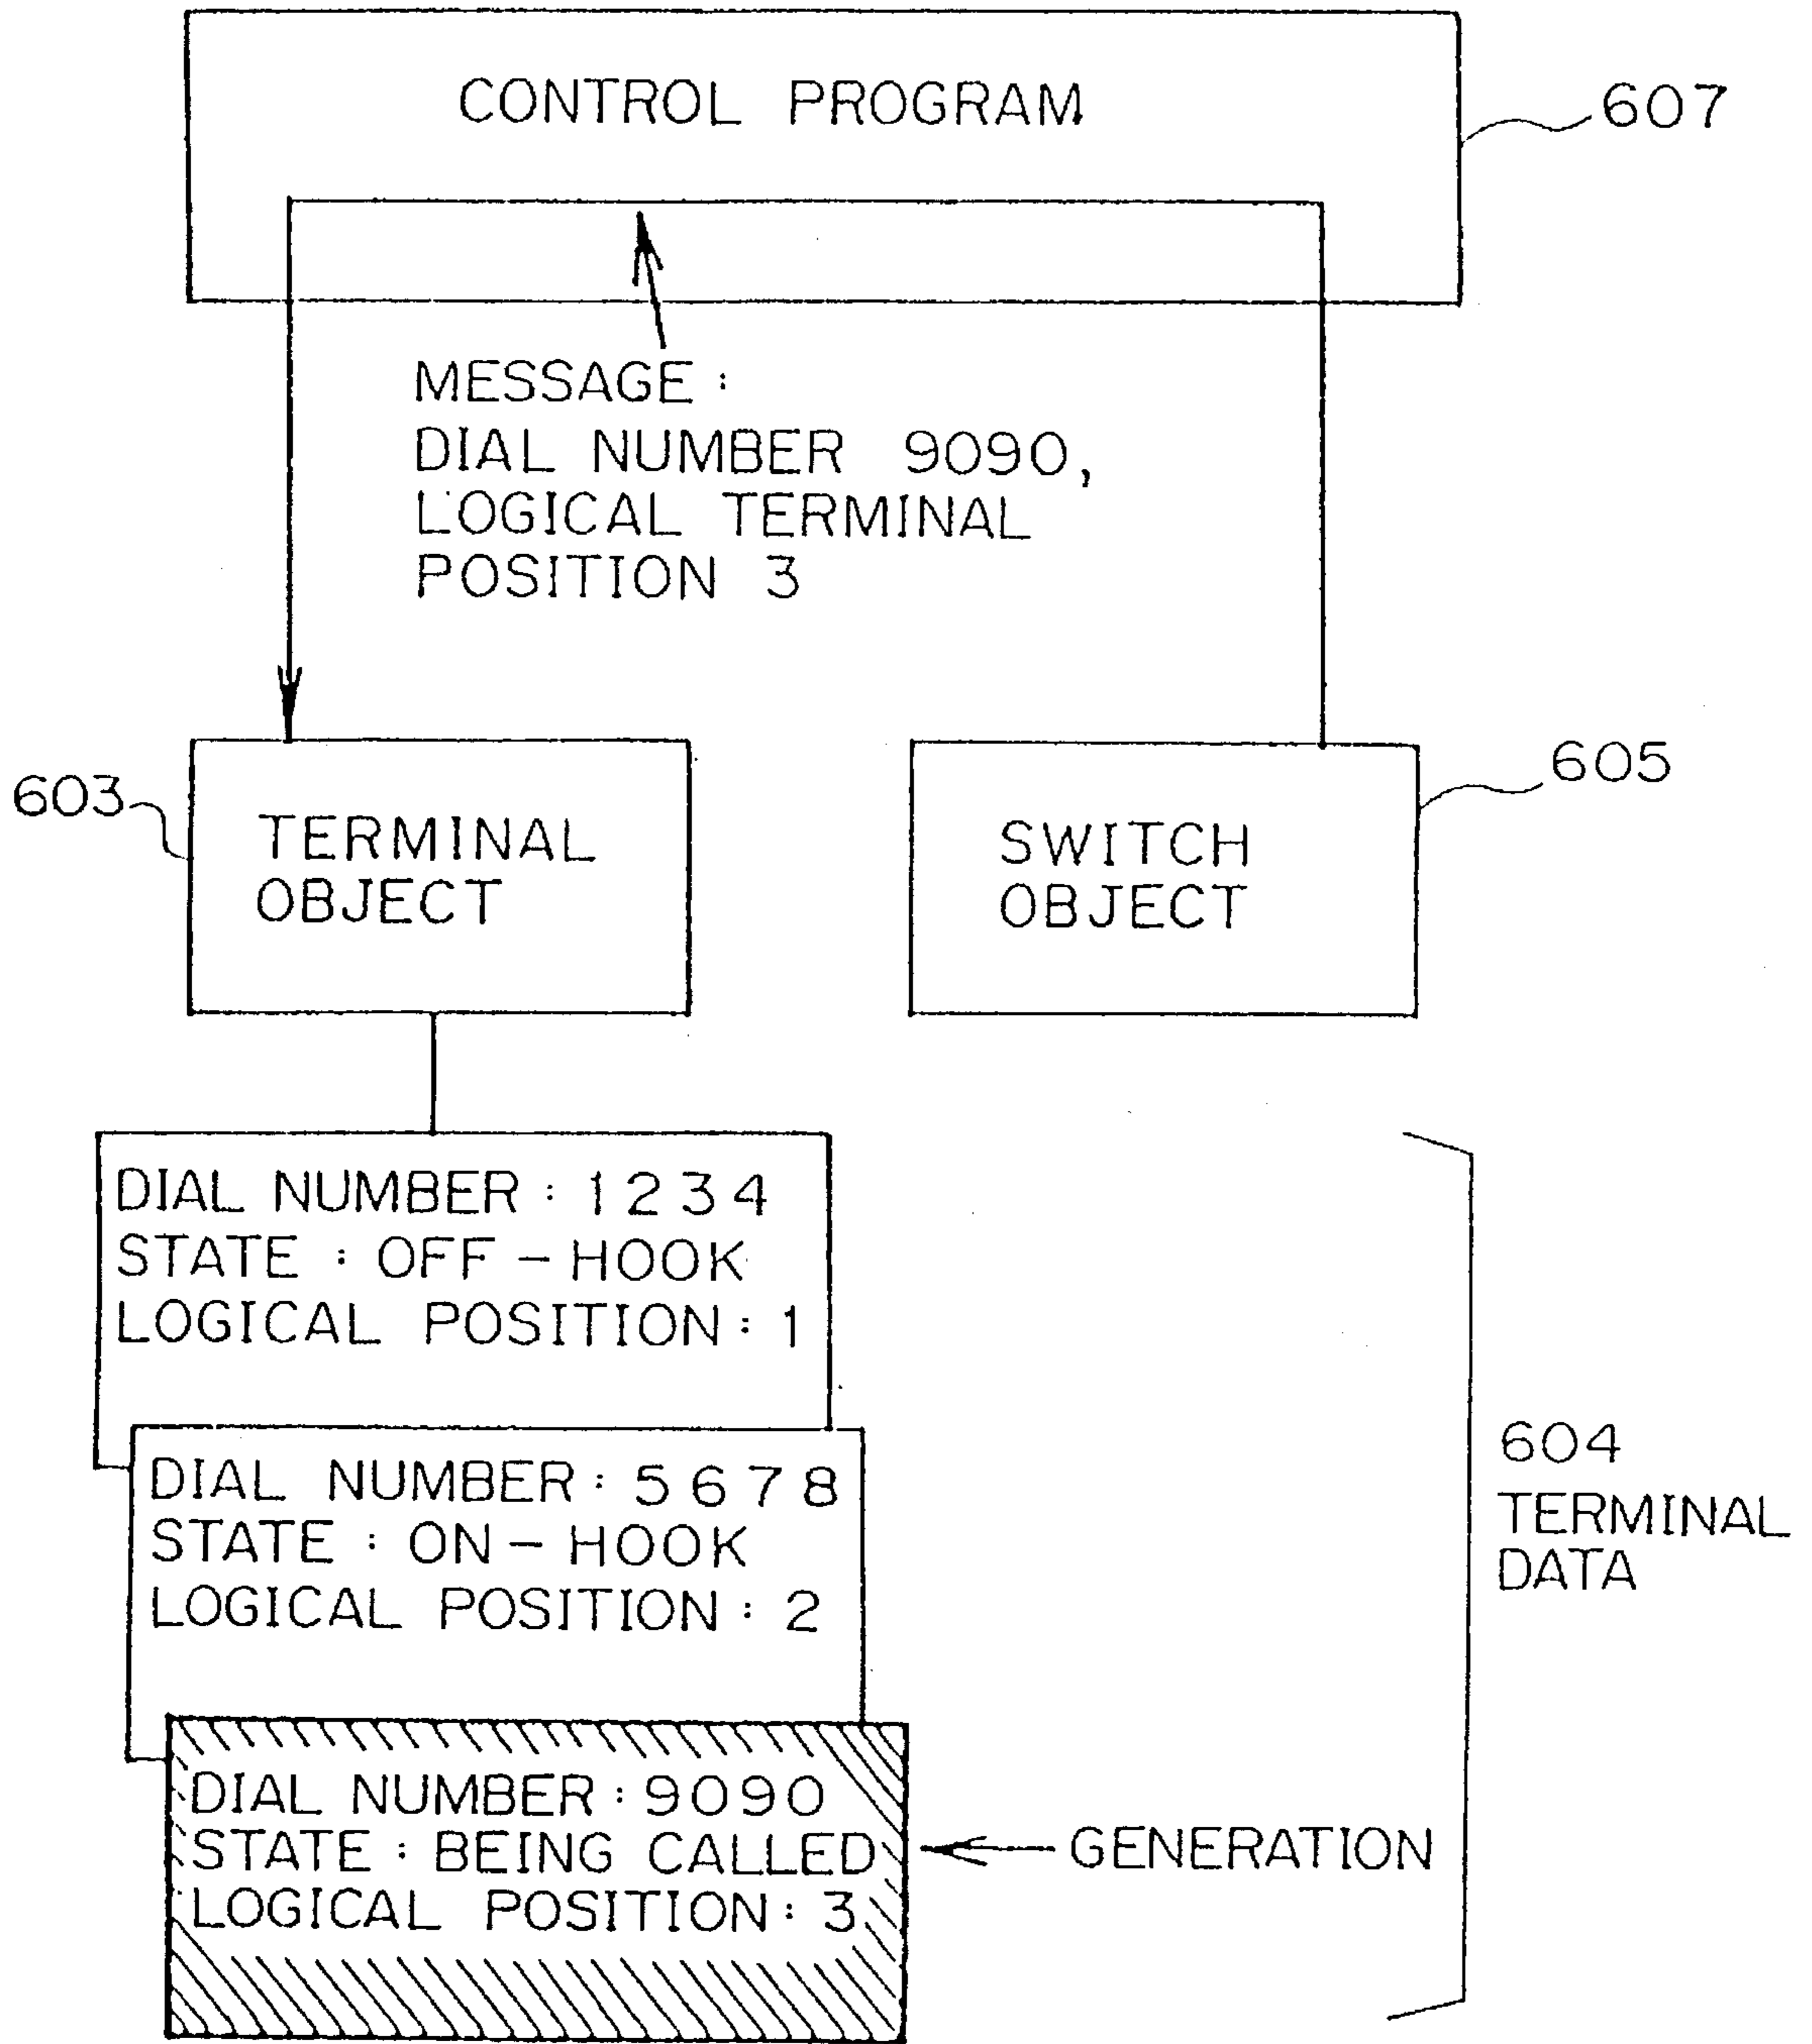 CONTROL PROGRAM
607
MESSAGE :
DIAL NUMBER 9090,
LOGICAL TERMINAL
POSITION 3
603
TERMINAL
OBJECT
605
SWITCH
OBJECT
DIAL NUMBER : 1234
STATE : OFF - HOOK
LOGICAL POSITION : 1
DIAL NUMBER : 5678
STATE : ON - HOOK
LOGICAL POSITION : 2
604
TERMINAL
DATA
DIAL NUMBER : 9090
STATE : BEING CALLED
LOGICAL POSITION : 3
GENERATION